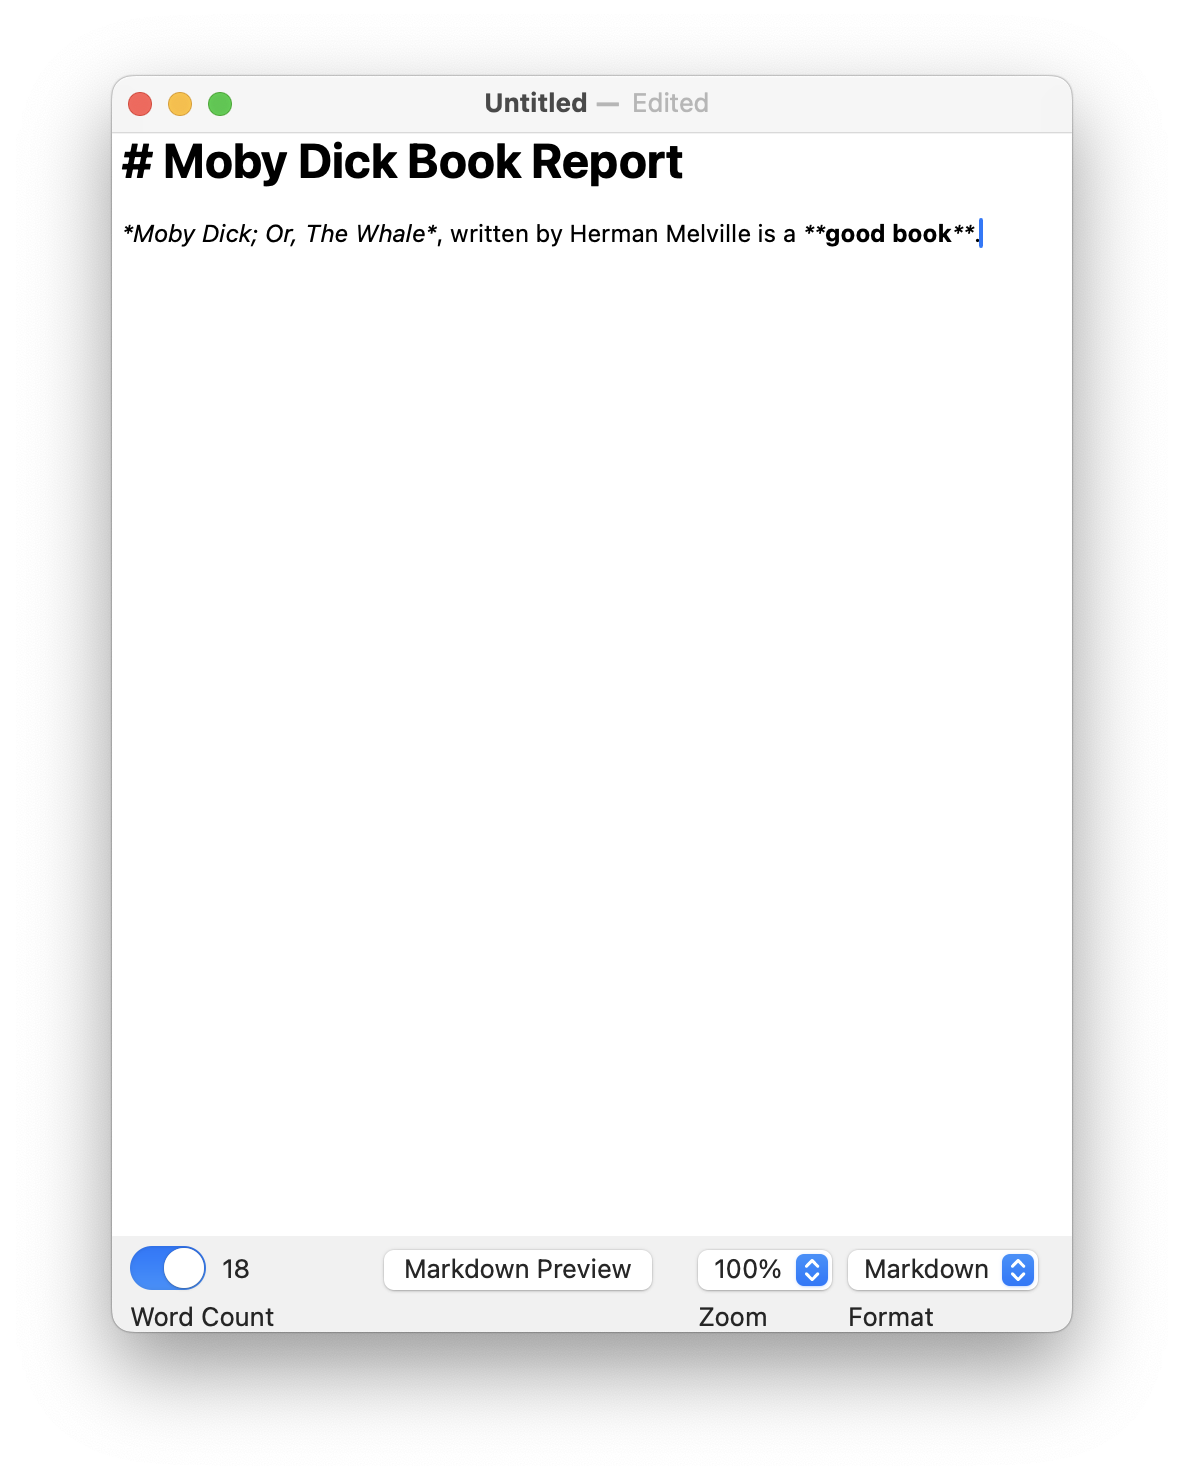 Untitled — Edited
# Moby Dick Book Report
*Moby Dick; Or, The Whale*, written by Herman Melville is a **good book**.
18 Markdown Preview 100% Markdown
Word Count Zoom Format